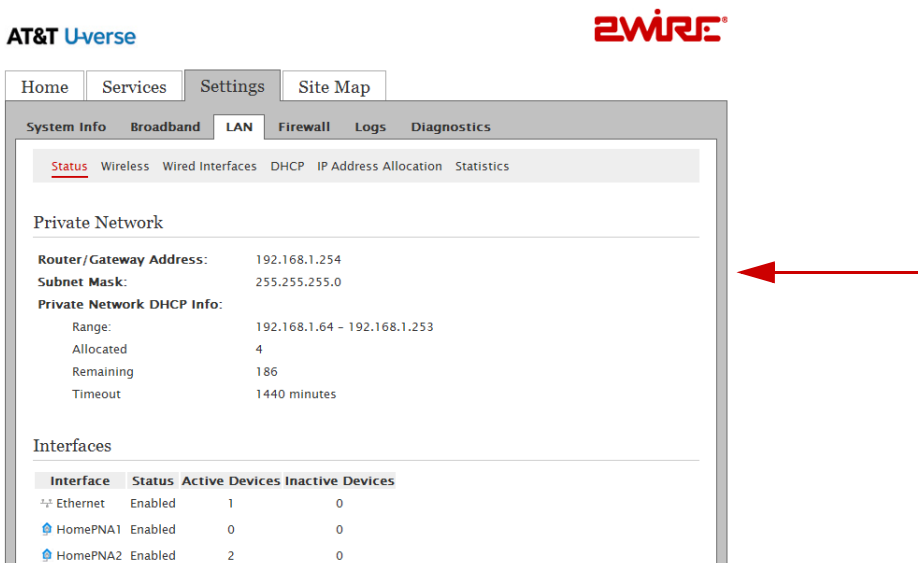 AT&T U-verse
2WIRE®
Home Services Settings Site Map
System Info Broadband LAN Firewall Logs Diagnostics
Status Wireless Wired Interfaces DHCP IP Address Allocation Statistics
Private Network
Router/Gateway Address: 192.168.1.254
Subnet Mask: 255.255.255.0
Private Network DHCP Info:
Range: 192.168.1.64 – 192.168.1.253
Allocated 4
Remaining 186
Timeout 1440 minutes
Interfaces
Interface Status Active Devices Inactive Devices
Ethernet Enabled 1 0
HomePNA1 Enabled 0 0
HomePNA2 Enabled 2 0